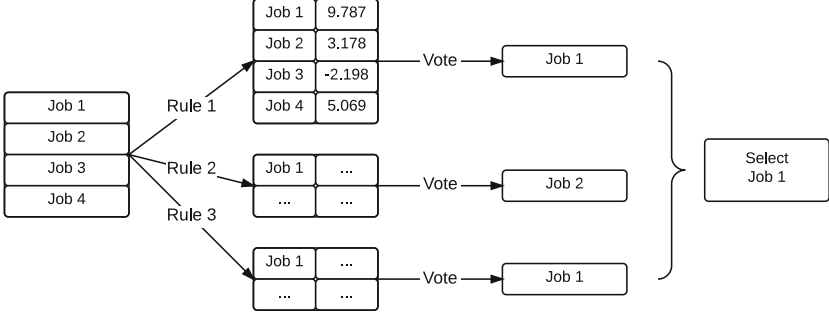 Job 1
Job 2
Job 3
Job 4
Rule 1
Rule 2
Rule 3
Job 1 9.787
Job 2 3.178
Job 3 -2.198
Job 4 5.069
Vote
Job 1
Job 1 ...
... ...
Vote
Job 2
Job 1 ...
... ...
Vote
Job 1
Select
Job 1